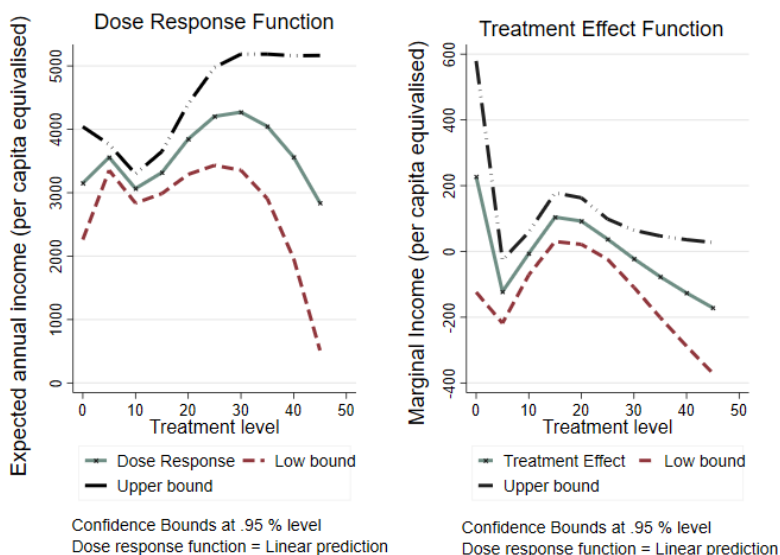 Dose Response Function
Expected annual income (per capita equivalised)
5000
4000
3000
2000
1000
0
0 10 20 30 40 50
Treatment level
Dose Response Low bound
Upper bound
Confidence Bounds at .95 % level
Dose response function = Linear prediction
Treatment Effect Function
Marginal Income (per capita equivalised)
600
400
200
0
-200
-400
0 10 20 30 40 50
Treatment level
Treatment Effect Low bound
Upper bound
Confidence Bounds at .95 % level
Dose response function = Linear prediction